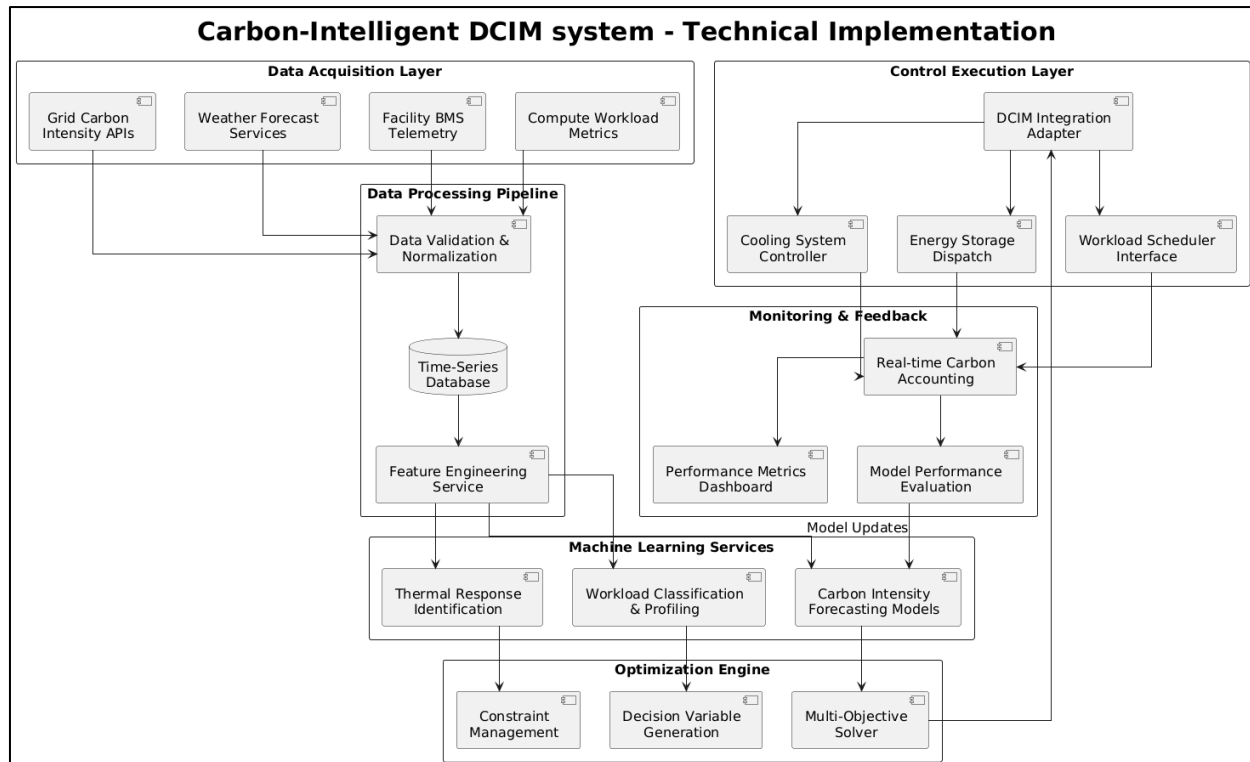 Carbon-Intelligent DCIM system - Technical Implementation
Data Acquisition Layer
Grid Carbon
Intensity APIs
Weather Forecast
Services
Facility BMS
Telemetry
Compute Workload
Metrics
Control Execution Layer
DCIM Integration
Adapter
Cooling System
Controller
Energy Storage
Dispatch
Workload Scheduler
Interface
Data Processing Pipeline
Data Validation &
Normalization
Time-Series
Database
Feature Engineering
Service
Monitoring & Feedback
Real-time Carbon
Accounting
Performance Metrics
Dashboard
Model Performance
Evaluation
Model Updates
Machine Learning Services
Thermal Response
Identification
Workload Classification
& Profiling
Carbon Intensity
Forecasting Models
Optimization Engine
Constraint
Management
Decision Variable
Generation
Multi-Objective
Solver